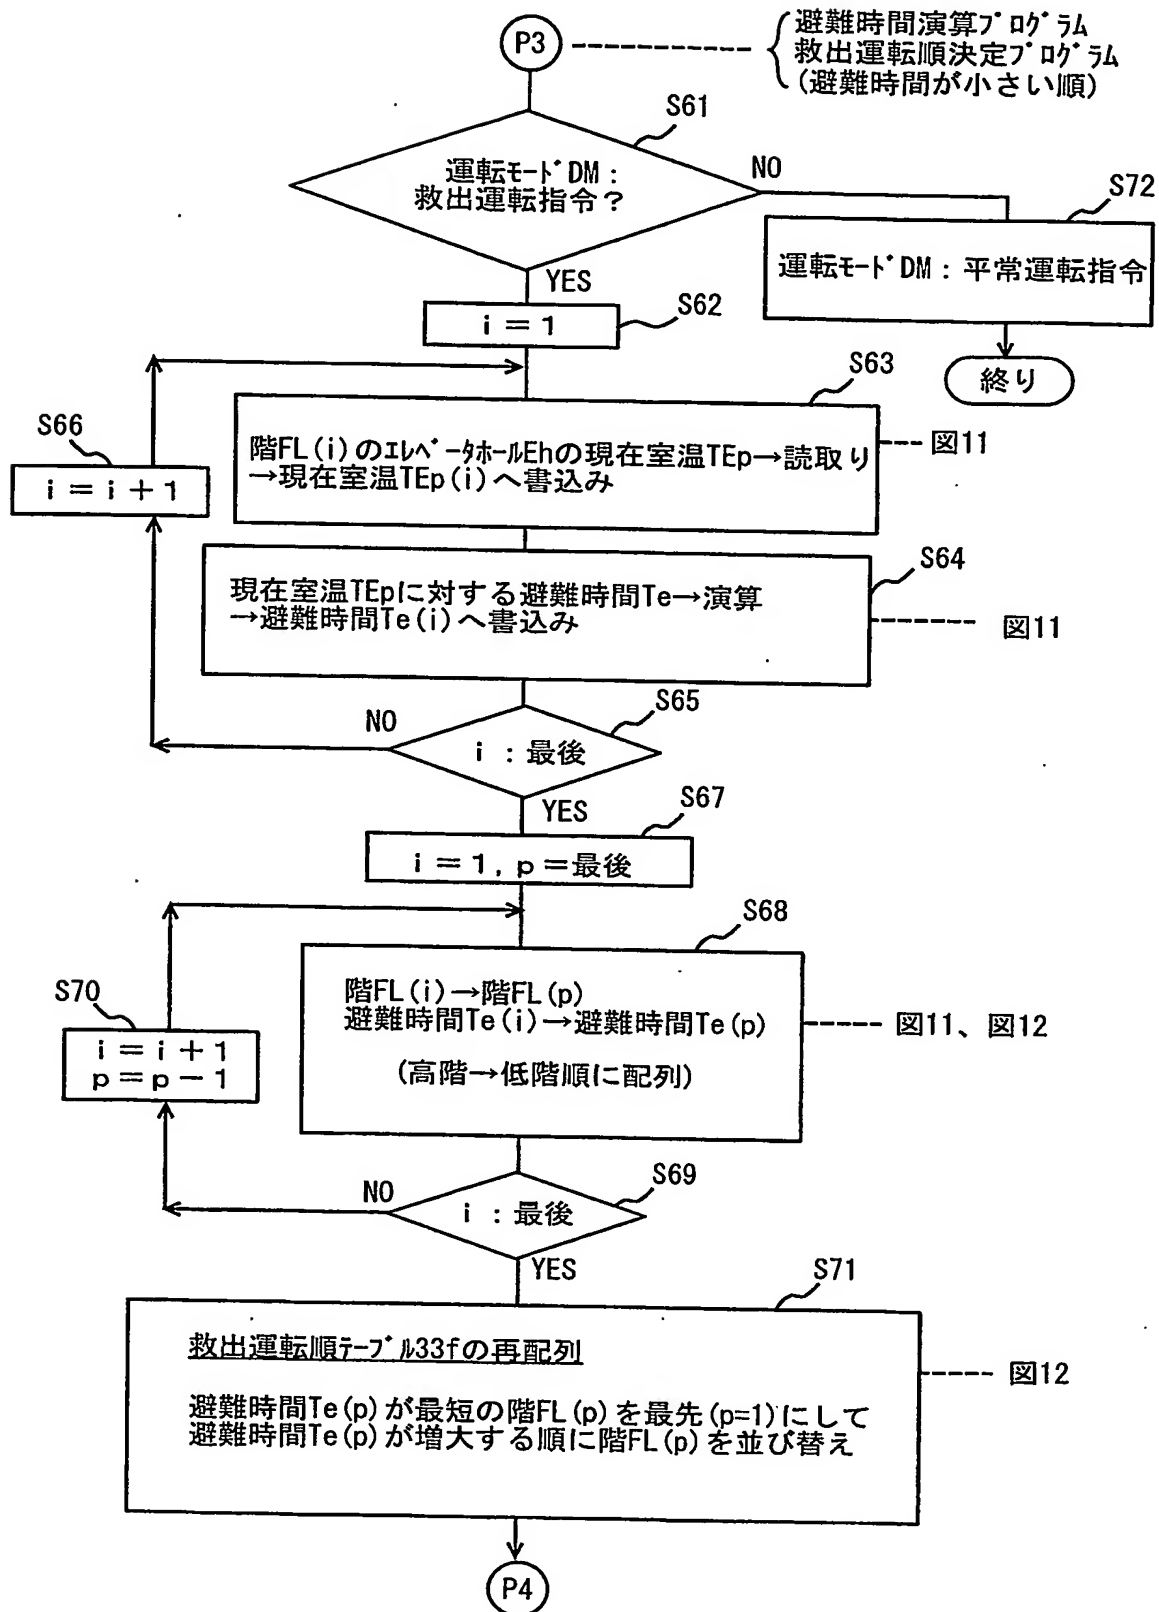 P3
避難時間演算ﾌﾟﾛｸﾞﾗﾑ
救出運転順決定ﾌﾟﾛｸﾞﾗﾑ
(避難時間が小さい順)
S61
運転ﾓｰﾄﾞDM：
救出運転指令？
NO
YES
S72
運転ﾓｰﾄﾞDM：平常運転指令
終り
S62
i＝1
S63
階FL(i)のｴﾚﾍﾞｰﾀﾎｰﾙEhの現在室温TEp→読取り
→現在室温TEp(i)へ書込み
図11
S66
i＝i＋1
S64
現在室温TEpに対する避難時間Te→演算
→避難時間Te(i)へ書込み
図11
S65
i：最後
NO
YES
S67
i＝1, p＝最後
S68
階FL(i)→階FL(p)
避難時間Te(i)→避難時間Te(p)
(高階→低階順に配列)
図11、図12
S70
i＝i＋1
p＝p－1
S69
i：最後
NO
YES
S71
救出運転順ﾃｰﾌﾞﾙ33fの再配列
避難時間Te(p)が最短の階FL(p)を最先(p=1)にして
避難時間Te(p)が増大する順に階FL(p)を並び替え
図12
P4